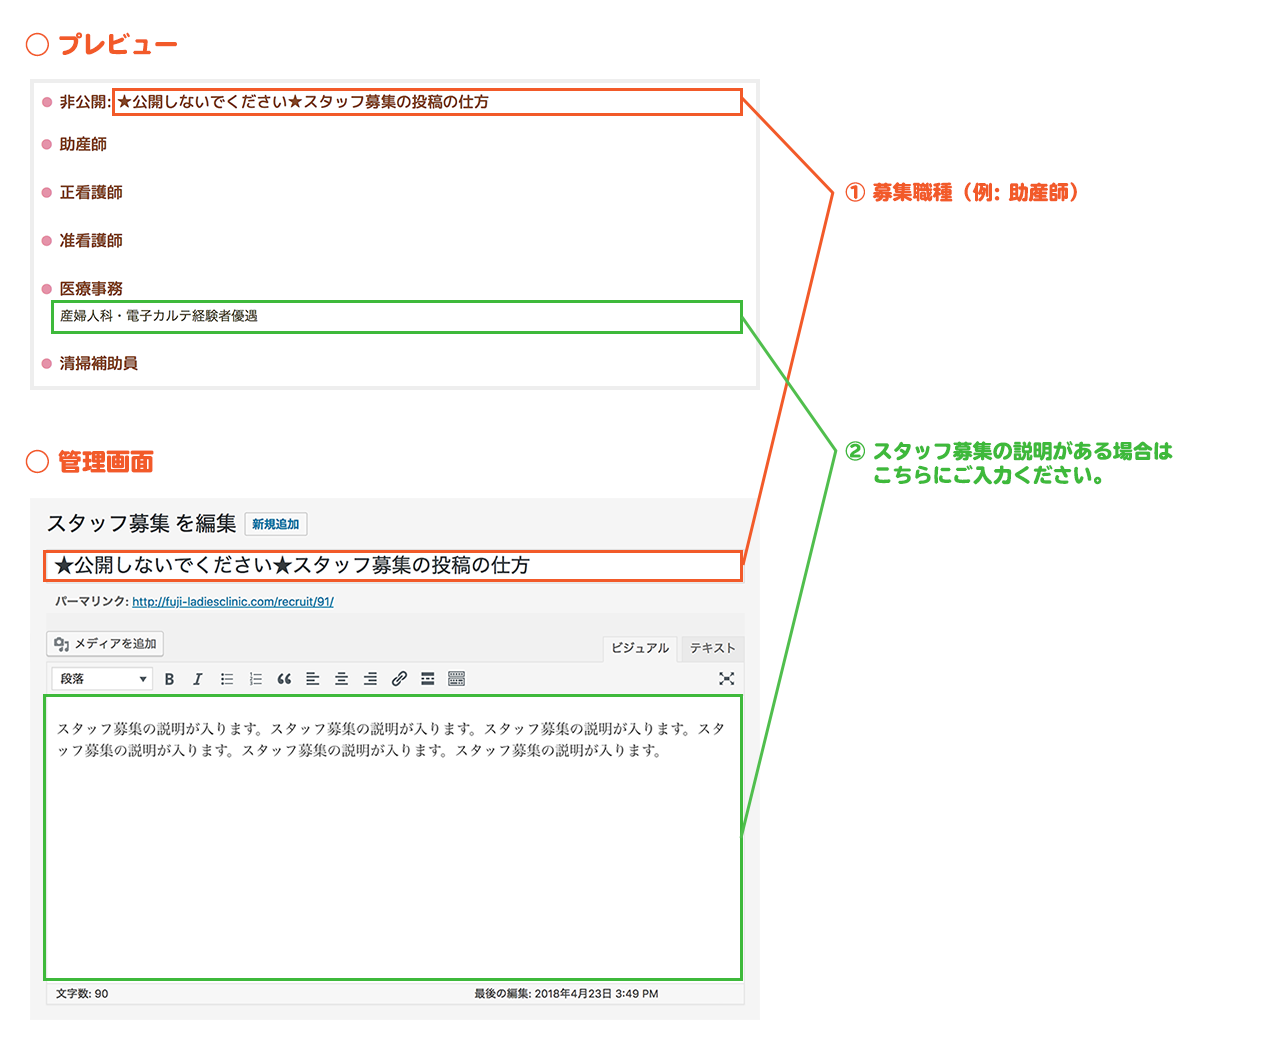 プレビュー
非公開: ★公開しないでください★スタッフ募集の投稿の仕方
助産師
正看護師
准看護師
医療事務
産婦人科・電子カルテ経験者優遇
清掃補助員
① 募集職種（例: 助産師）
② スタッフ募集の説明がある場合は
こちらにご入力ください。
管理画面
スタッフ募集 を編集 新規追加
★公開しないでください★スタッフ募集の投稿の仕方
パーマリンク: http://fuji-ladiesclinic.com/recruit/91/
メディアを追加
ビジュアル テキスト
段落
スタッフ募集の説明が入ります。スタッフ募集の説明が入ります。スタッフ募集の説明が入ります。スタ
ッフ募集の説明が入ります。スタッフ募集の説明が入ります。スタッフ募集の説明が入ります。
文字数: 90 最後の編集: 2018年4月23日 3:49 PM